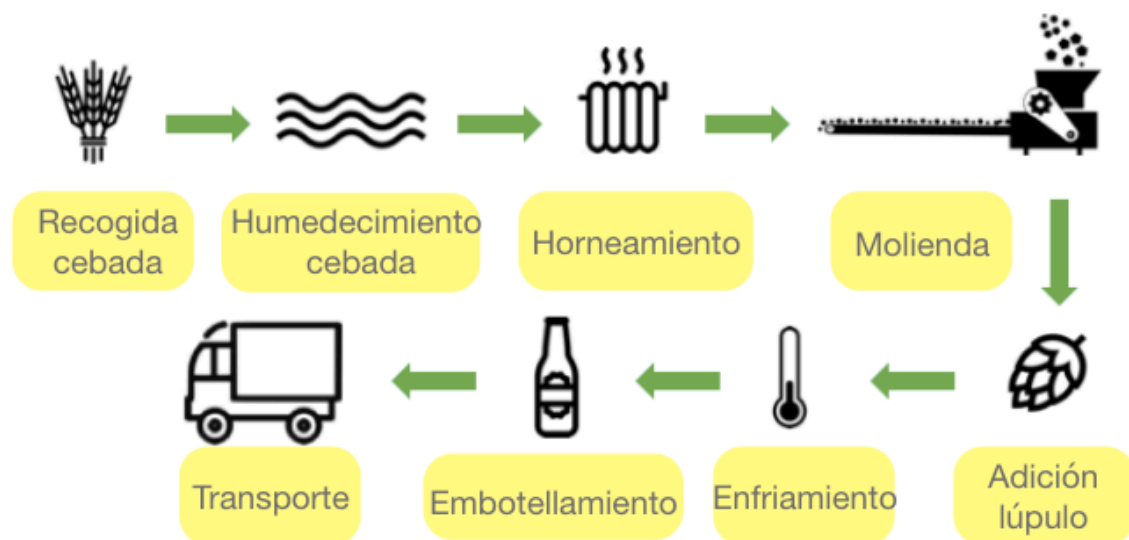 Recogida
cebada
Humedecimiento
cebada
Horneamiento
Molienda
Adición
lúpulo
Enfriamiento
Embotellamiento
Transporte